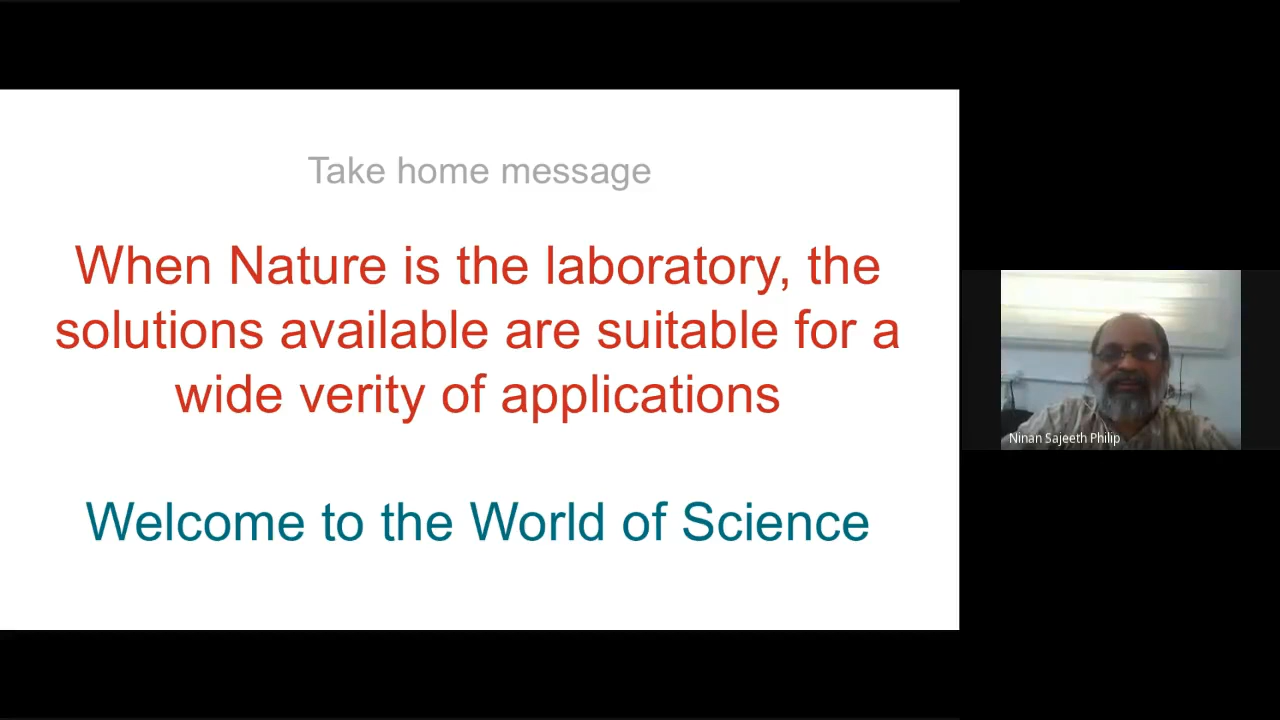 Take home message
When Nature is the laboratory, the
solutions available are suitable for a
wide verity of applications
Welcome to the World of Science
Ninan Sajeeth Philip